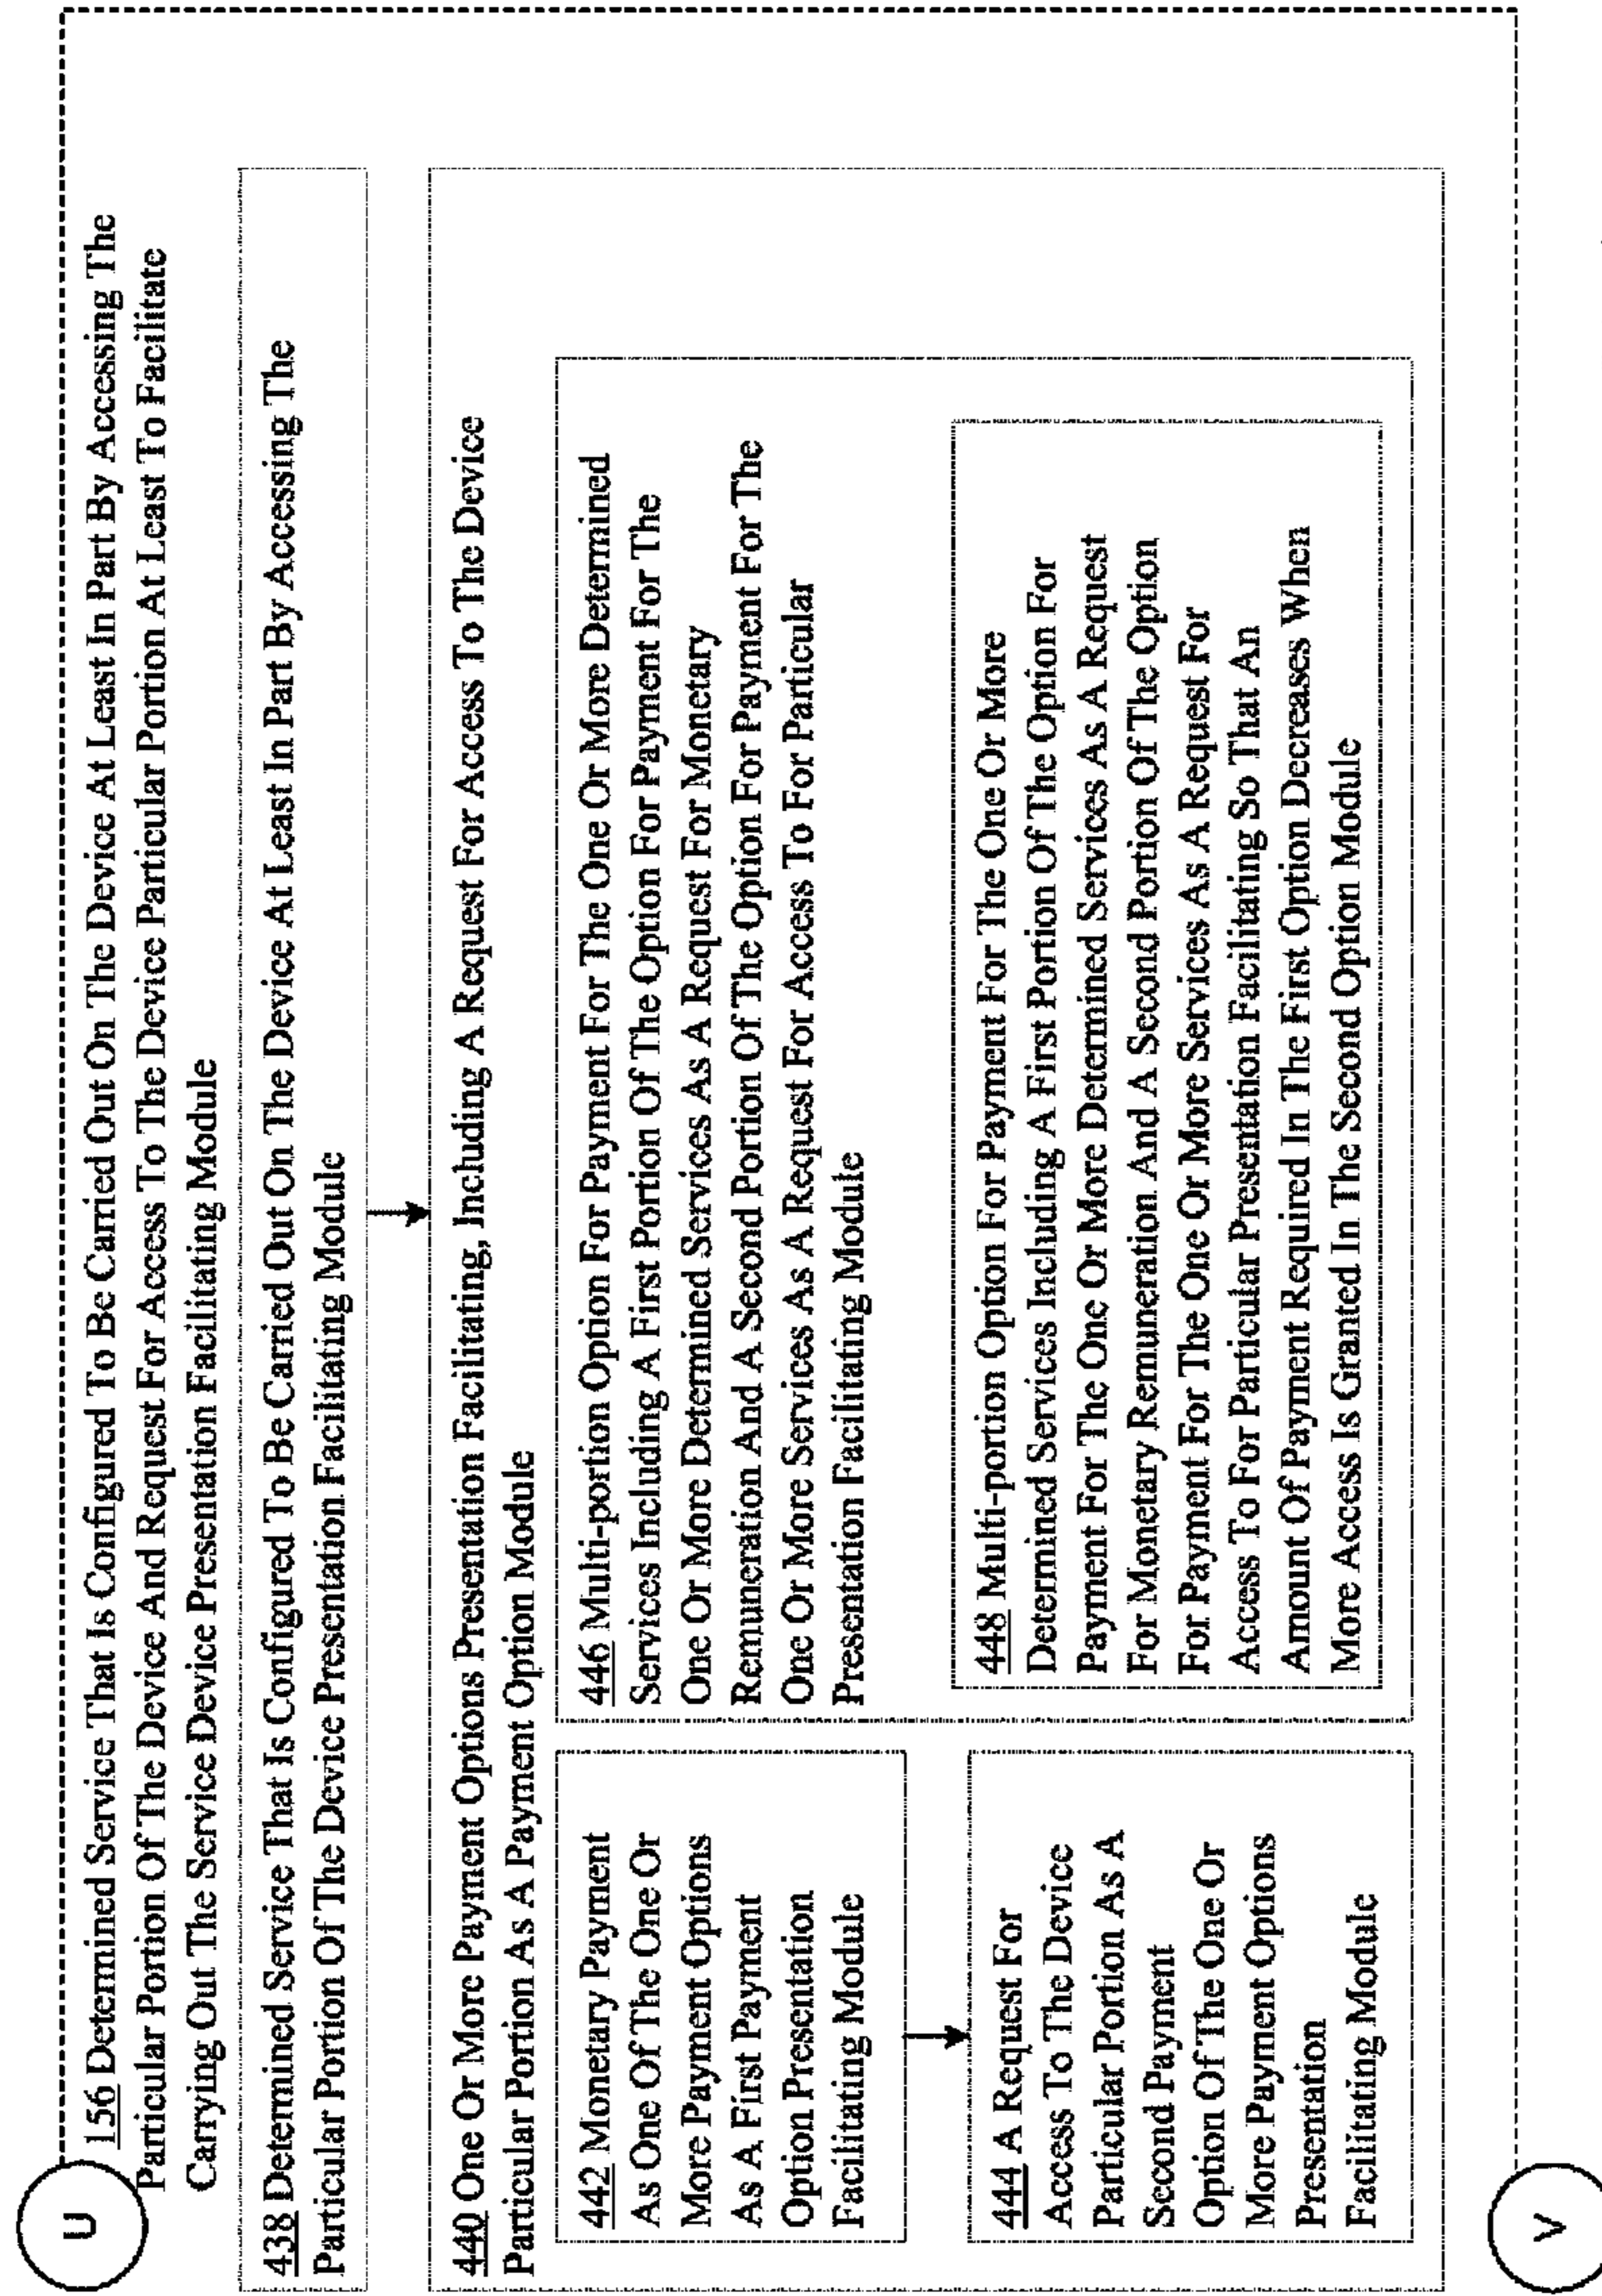 U
156 Determined Service That Is Configured To Be Carried Out On The Device At Least In Part By Accessing The
Particular Portion Of The Device And Request For Access To The Device Particular Portion At Least To Facilitate
Carrying Out The Service Device Presentation Facilitating Module
438 Determined Service That Is Configured To Be Carried Out On The Device At Least In Part By Accessing The
Particular Portion Of The Device Presentation Facilitating Module
440 One Or More Payment Options Presentation Facilitating, Including A Request For Access To The Device
Particular Portion As A Payment Option Module
442 Monetary Payment
As One Of The One Or
More Payment Options
As A First Payment
Option Presentation
Facilitating Module
444 A Request For
Access To The Device
Particular Portion As A
Second Payment
Option Of The One Or
More Payment Options
Presentation
Facilitating Module
446 Multi-portion Option For Payment For The One Or More Determined
Services Including A First Portion Of The Option For Payment For The
One Or More Determined Services As A Request For Monetary
Remuneration And A Second Portion Of The Option For Payment For The
One Or More Services As A Request For Access To For Particular
Presentation Facilitating Module
448 Multi-portion Option For Payment For The One Or More
Determined Services Including A First Portion Of The Option For
Payment For The One Or More Determined Services As A Request
For Monetary Remuneration And A Second Portion Of The Option
For Payment For The One Or More Services As A Request For
Access To For Particular Presentation Facilitating So That An
Amount Of Payment Required In The First Option Decreases When
More Access Is Granted In The Second Option Module
V